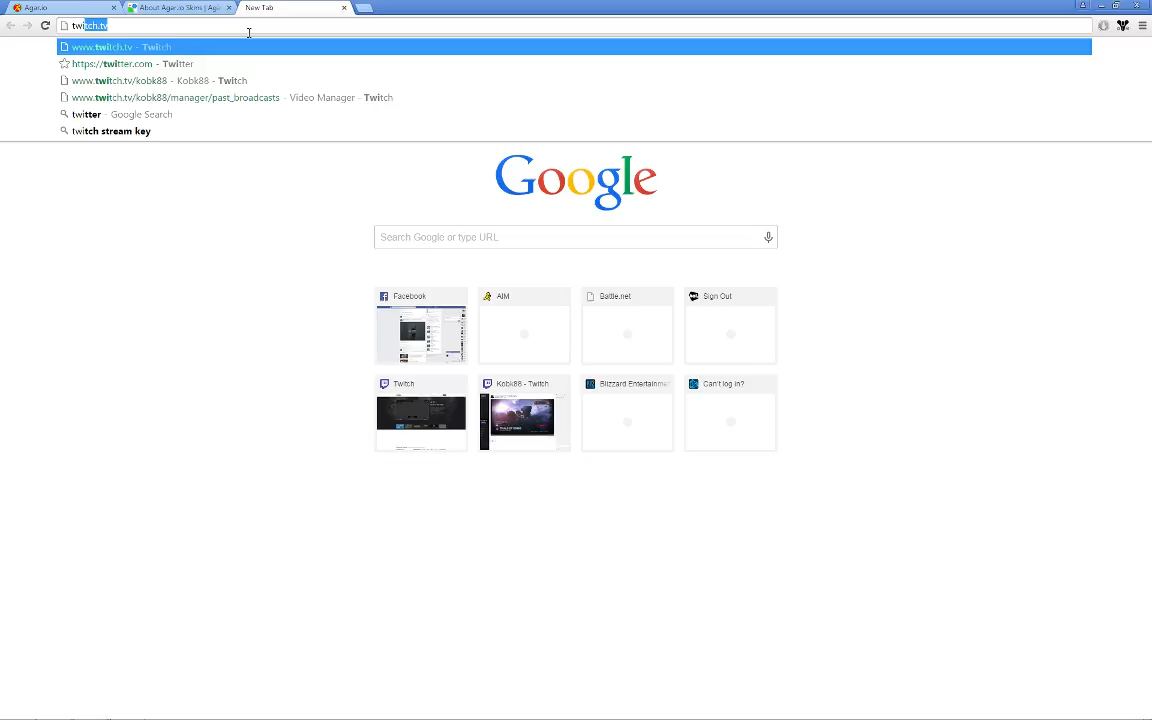 Agar.io
About Agar.io Skins | Agar
New Tab
twitch.tv
www.twitch.tv - Twitch
https://twitter.com - Twitter
www.twitch.tv/kobk88 - Kobk88 - Twitch
www.twitch.tv/kobk88/manager/past_broadcasts - Video Manager - Twitch
twitter - Google Search
twitch stream key
Google
Search Google or type URL
Facebook
AIM
Battle.net
Sign Out
Twitch
Kobk88 - Twitch
Blizzard Entertainme
Can't log in?